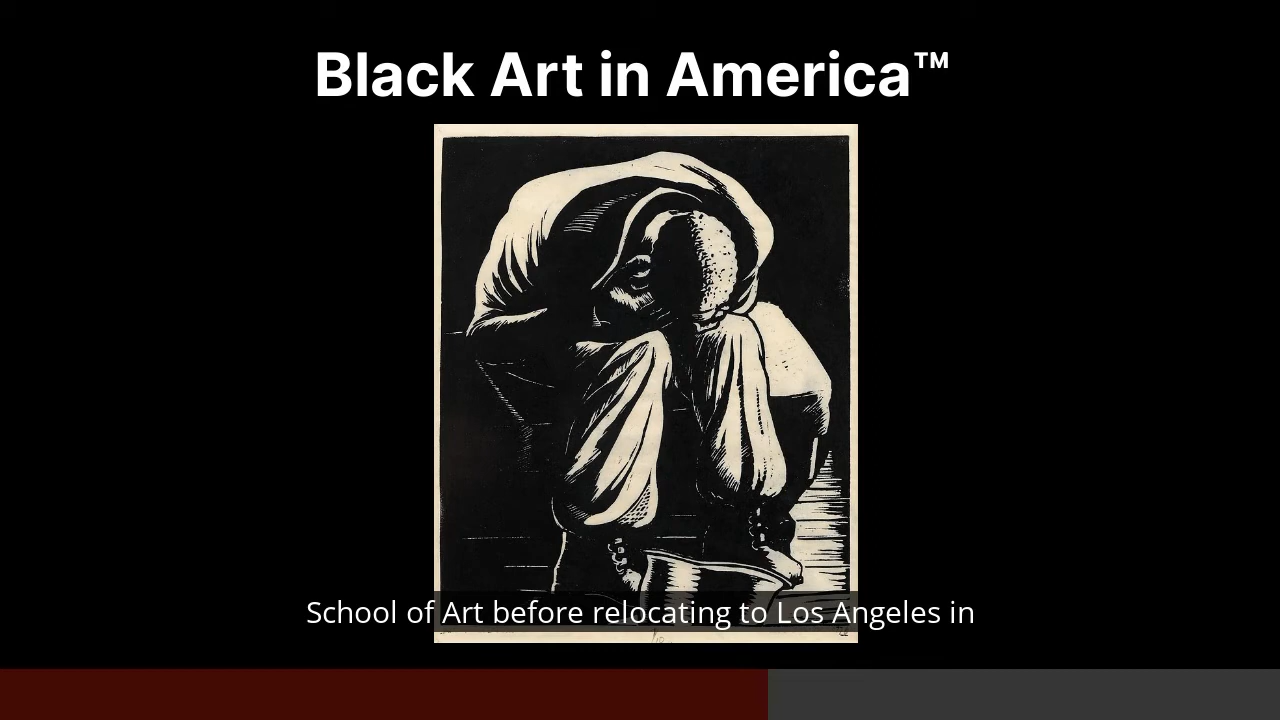 Black Art in America™
School of Art before relocating to Los Angeles in